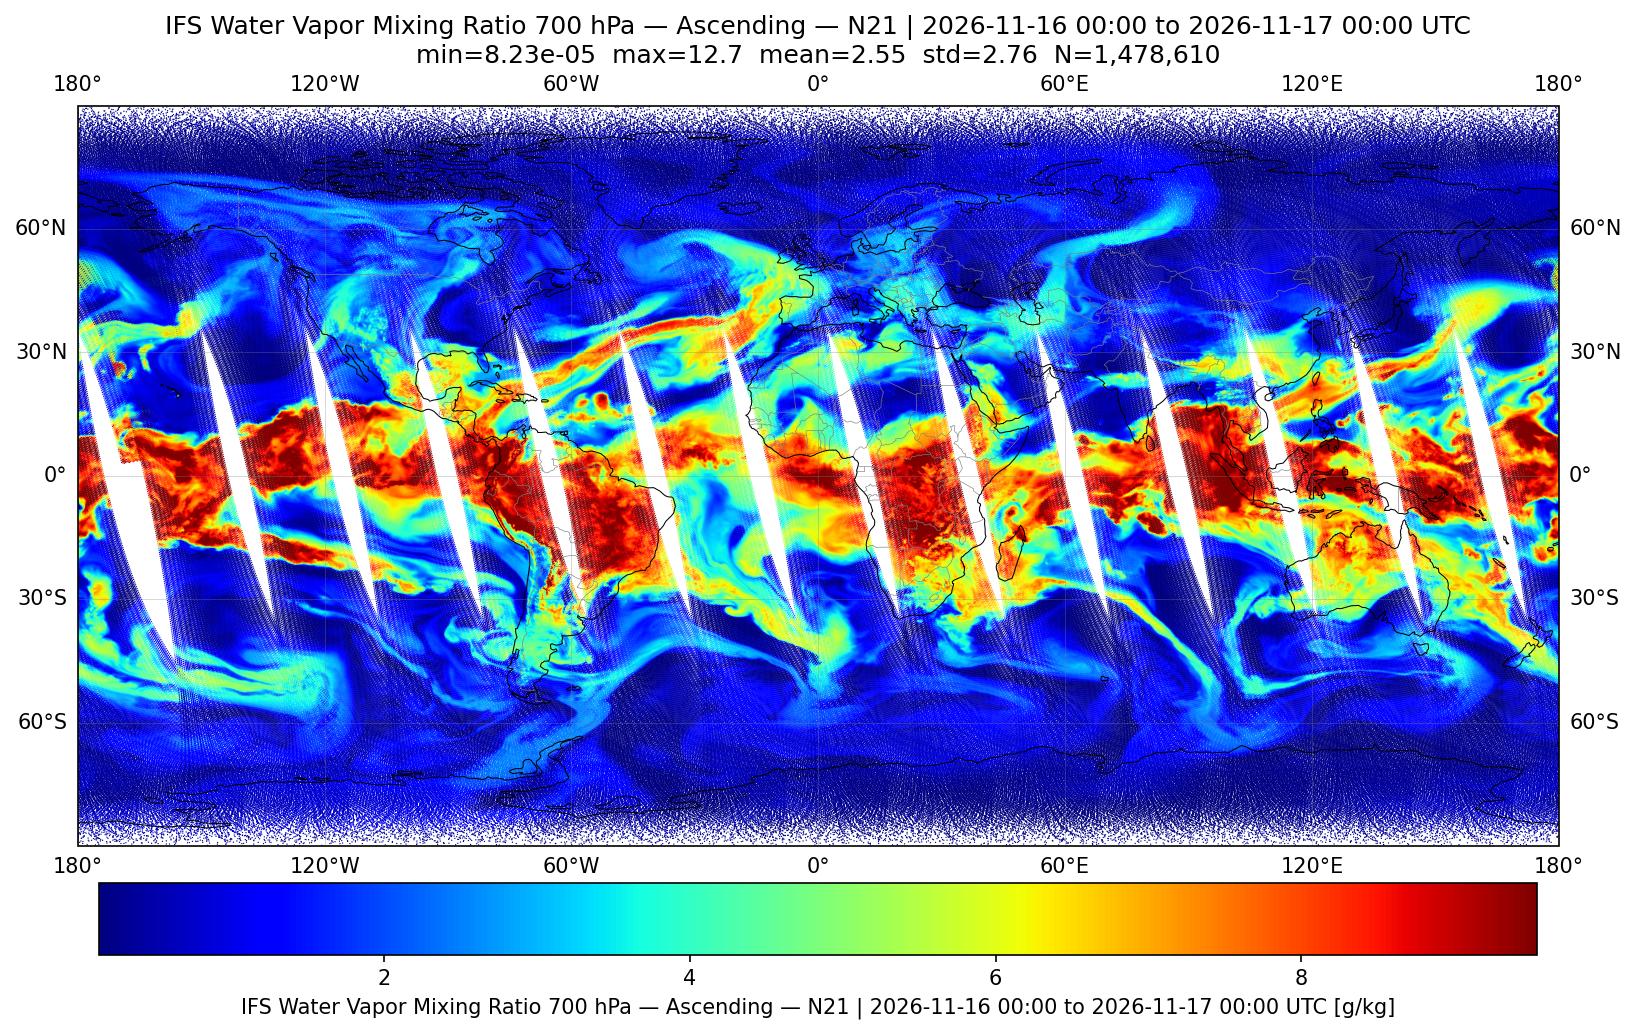 IFS Water Vapor Mixing Ratio 700 hPa — Ascending — N21 | 2026-11-16 00:00 to 2026-11-17 00:00 UTC
min=8.23e-05 max=12.7 mean=2.55 std=2.76 N=1,478,610
180° 120°W 60°W 0° 60°E 120°E 180°
60°N 60°N
30°N 30°N
0° 0°
30°S 30°S
60°S 60°S
180° 120°W 60°W 0° 60°E 120°E 180°
2 4 6 8
IFS Water Vapor Mixing Ratio 700 hPa — Ascending — N21 | 2026-11-16 00:00 to 2026-11-17 00:00 UTC [g/kg]